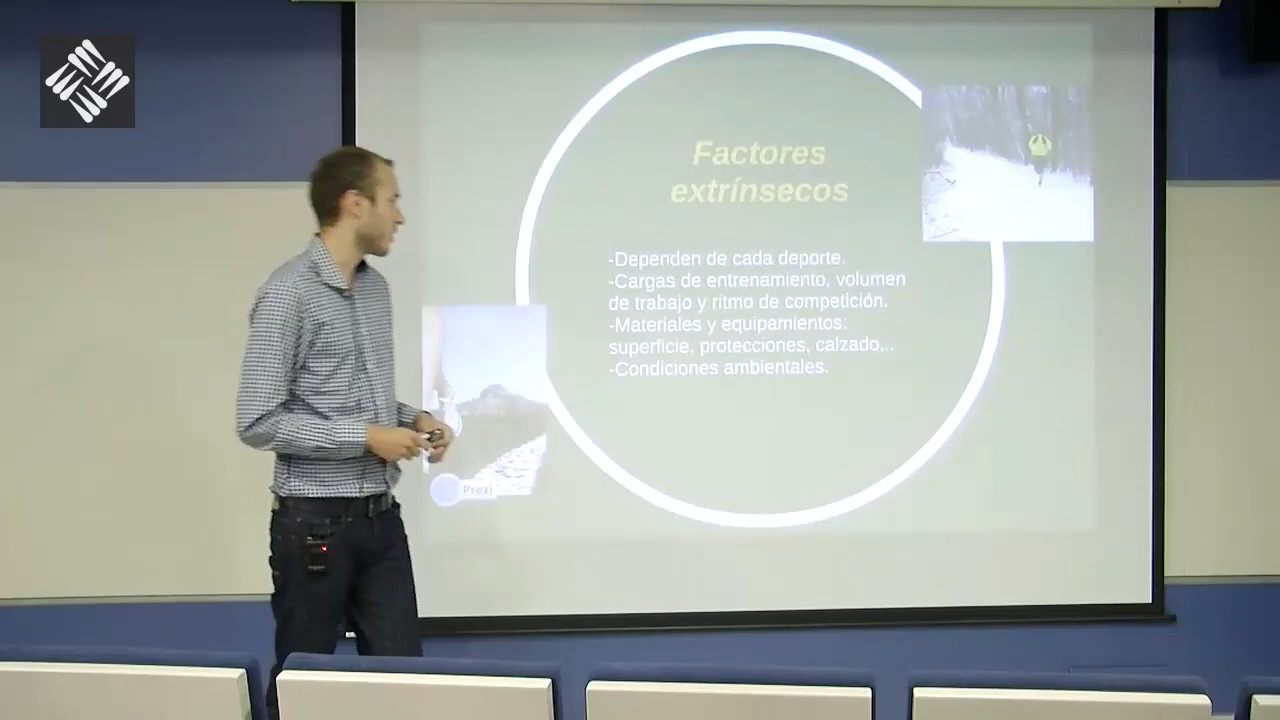 Factores
extrínsecos
-Dependen de cada deporte.
-Cargas de entrenamiento, volumen
de trabajo y ritmo de competición.
-Materiales y equipamientos:
superficie, protecciones, calzado...
-Condiciones ambientales.
Prezi